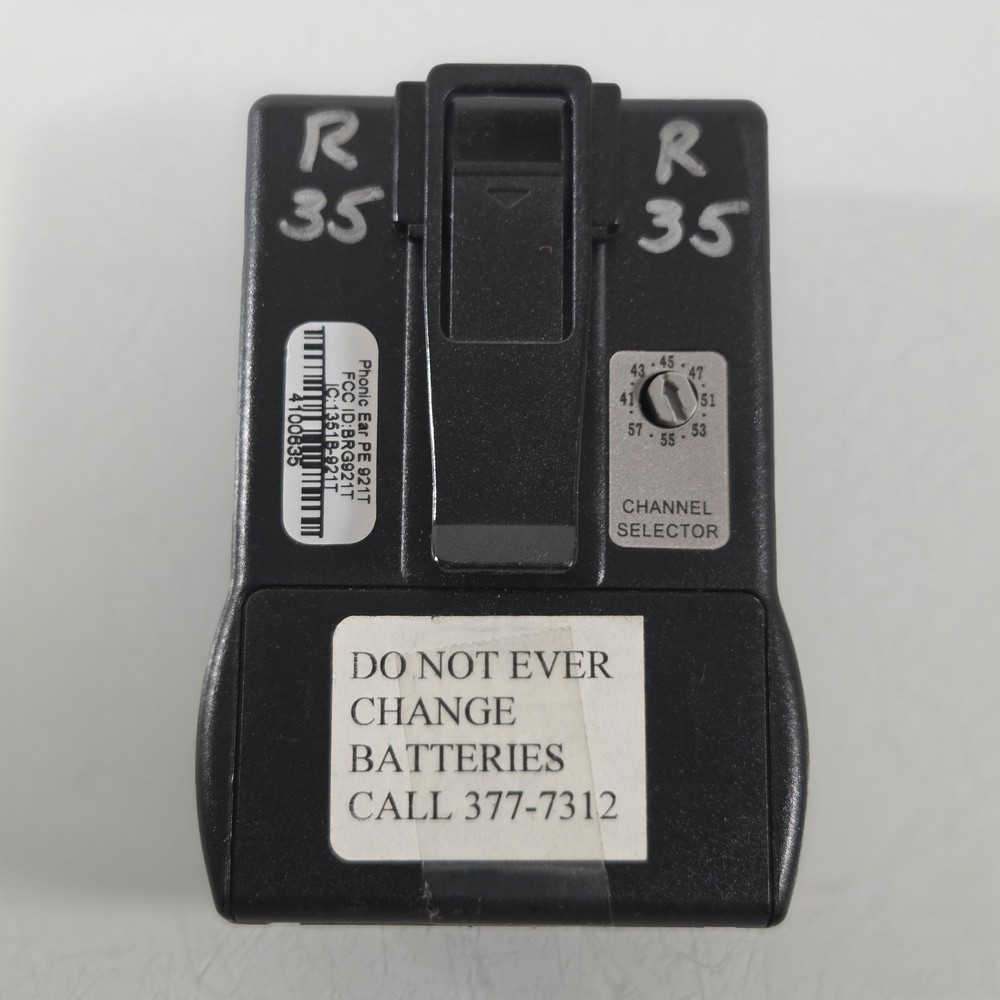 R
35
R
35
Phonic Ear PE 921T
FCC ID:BRG921T
IC:1351B-921T
4100835
43 45 47
41 51
57 55 53
CHANNEL
SELECTOR
DO NOT EVER
CHANGE
BATTERIES
CALL 377-7312